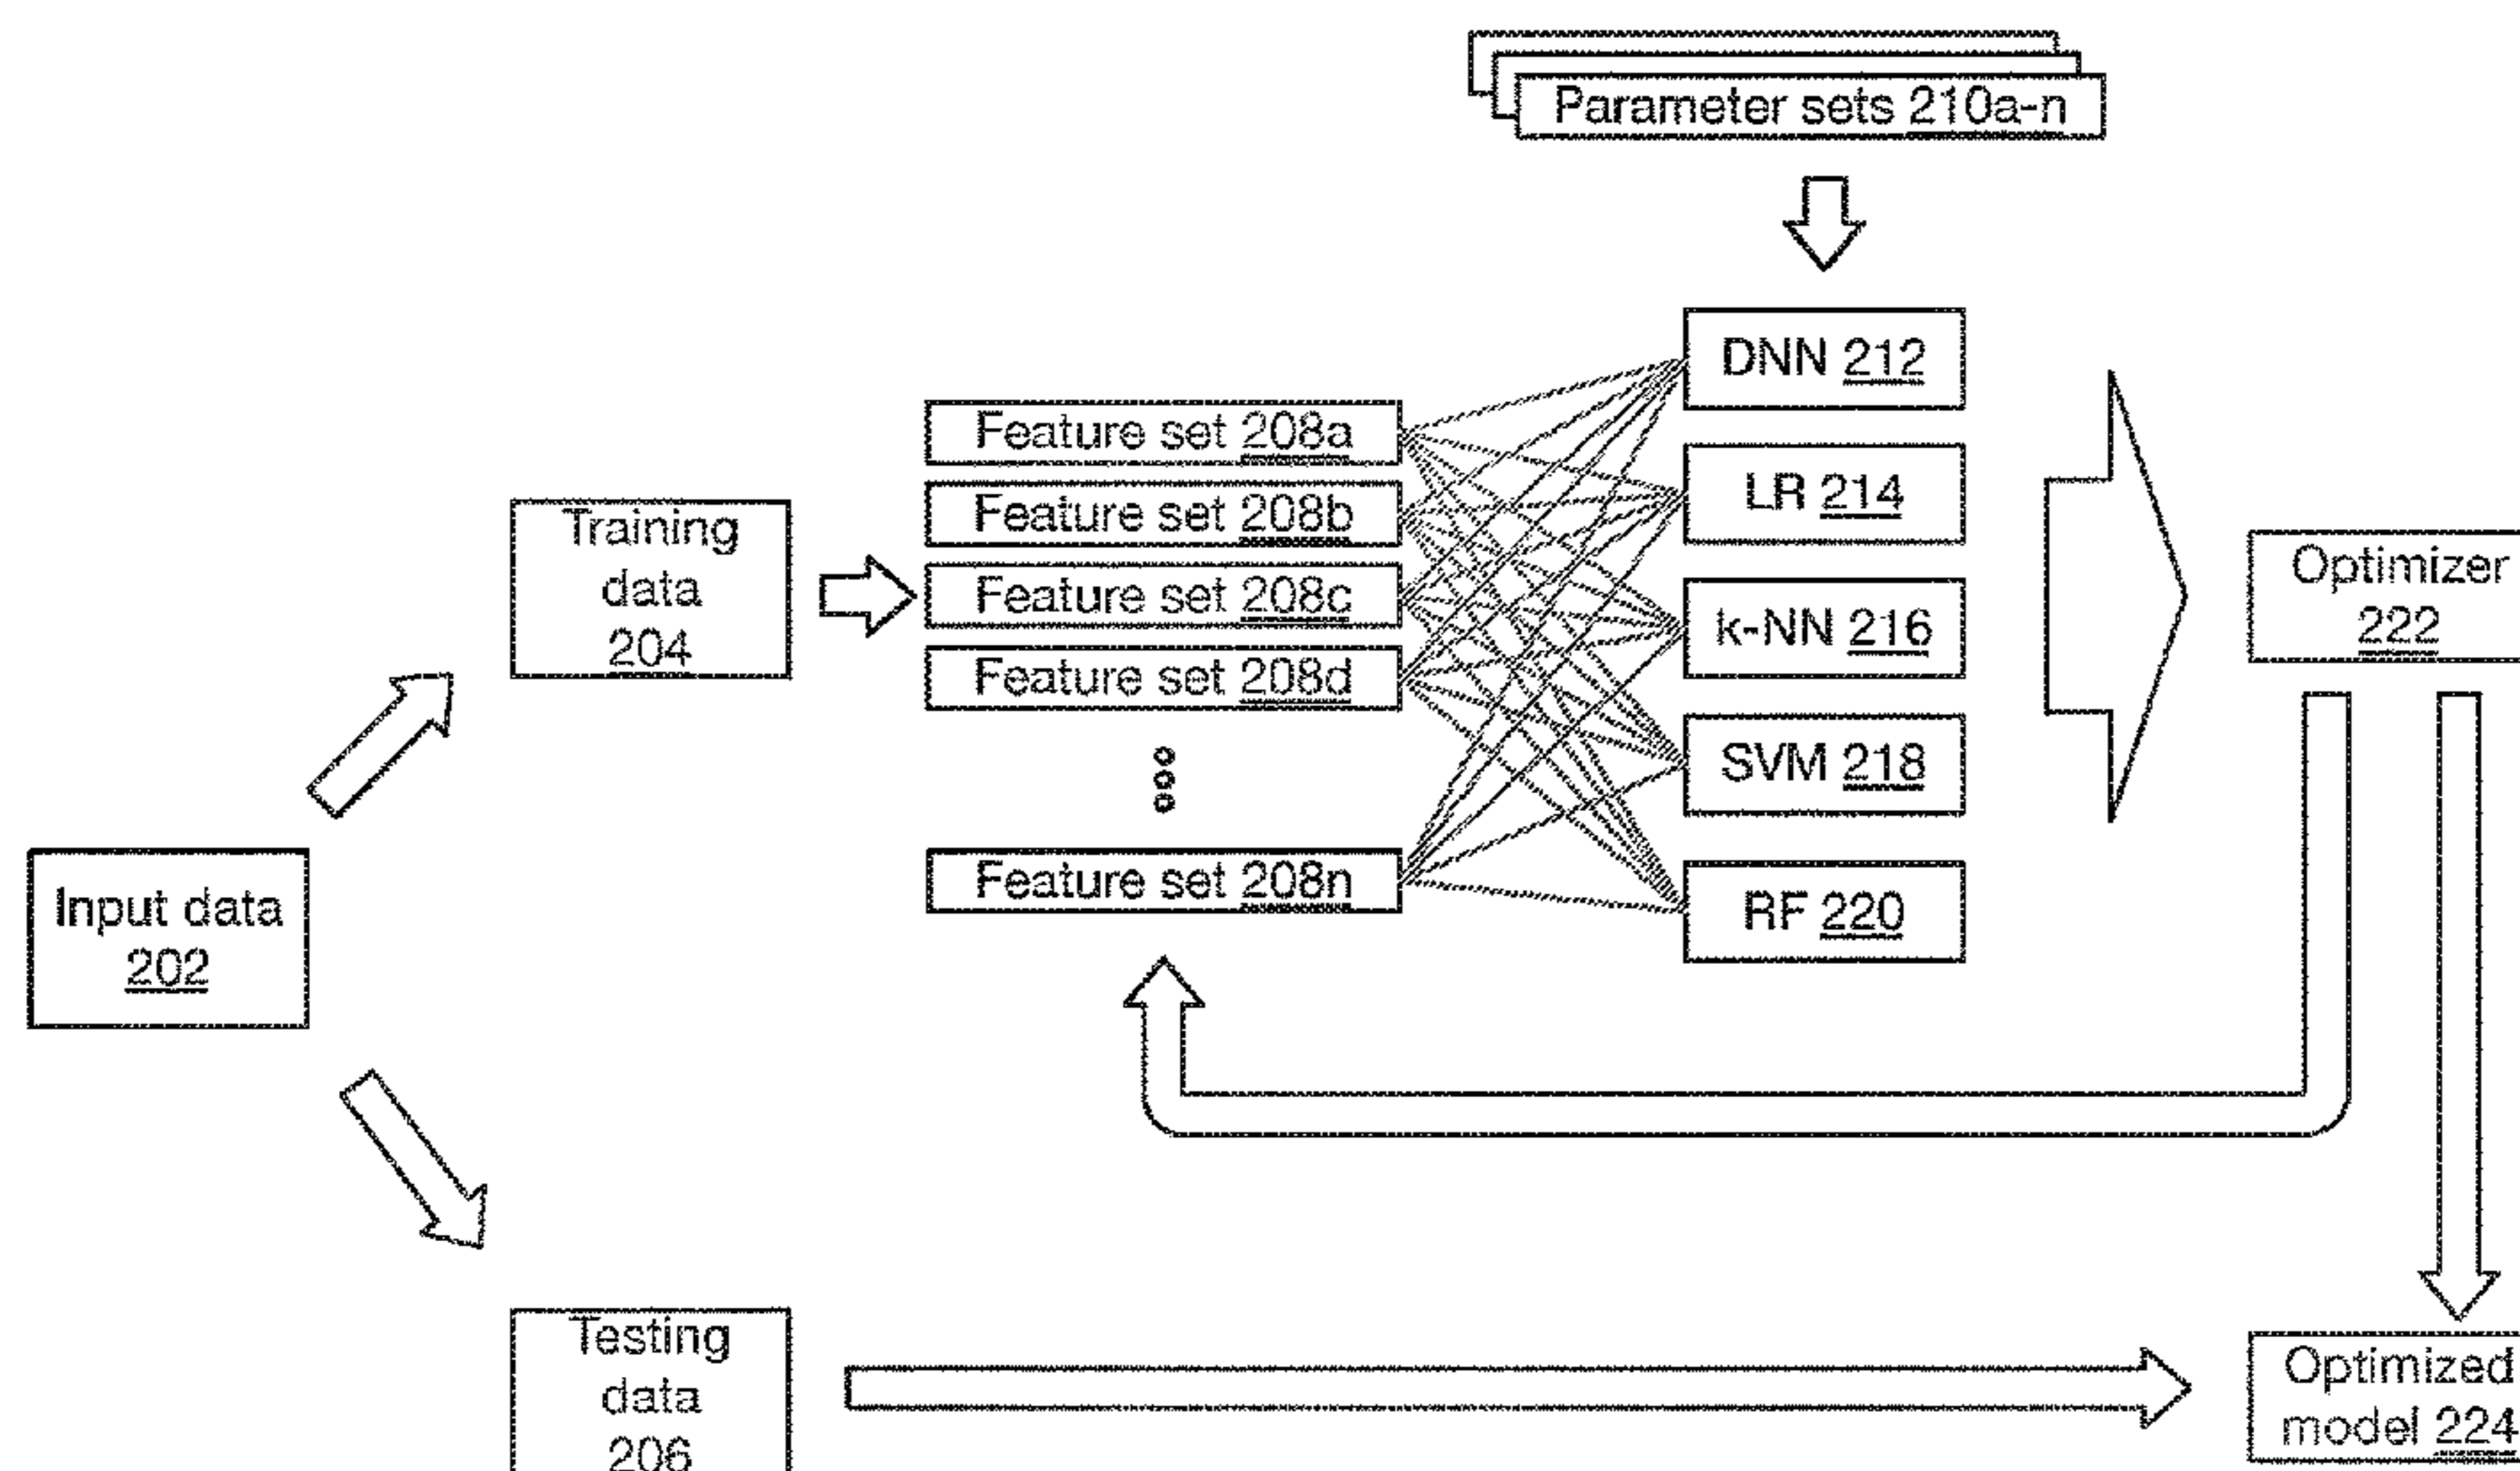 Parameter sets 210a-n
DNN 212
LR 214
k-NN 216
SVM 218
RF 220
Feature set 208a
Feature set 208b
Feature set 208c
Feature set 208d
Feature set 208n
Training
data
204
Input data
202
Optimizer
222
Testing
data
206
Optimized
model 224